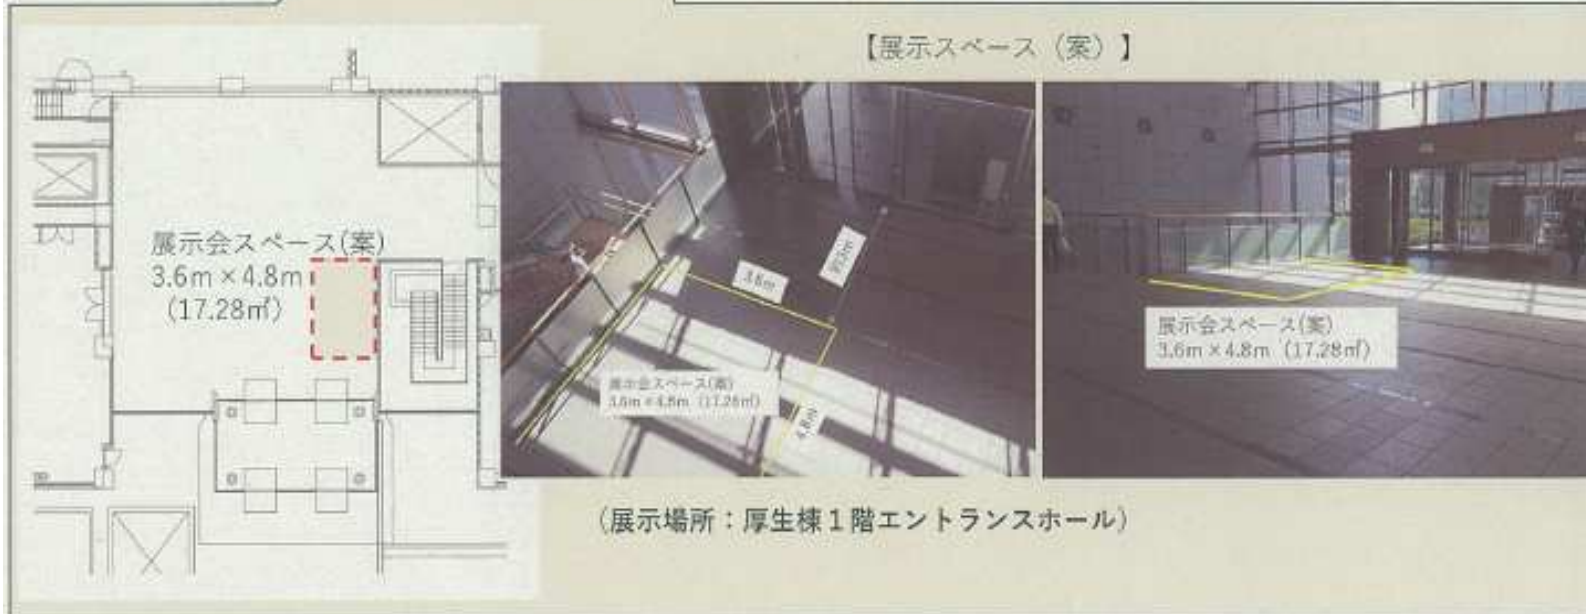 【展示スペース（案）】
展示会スペース(案)
3.6m×4.8m
(17.28㎡)
3.6m
展示会スペース(案)
3.6m×4.8m（17.28㎡）
4.8m
展示会スペース(案)
3.6m×4.8m（17.28㎡）
（展示場所：厚生棟１階エントランスホール）